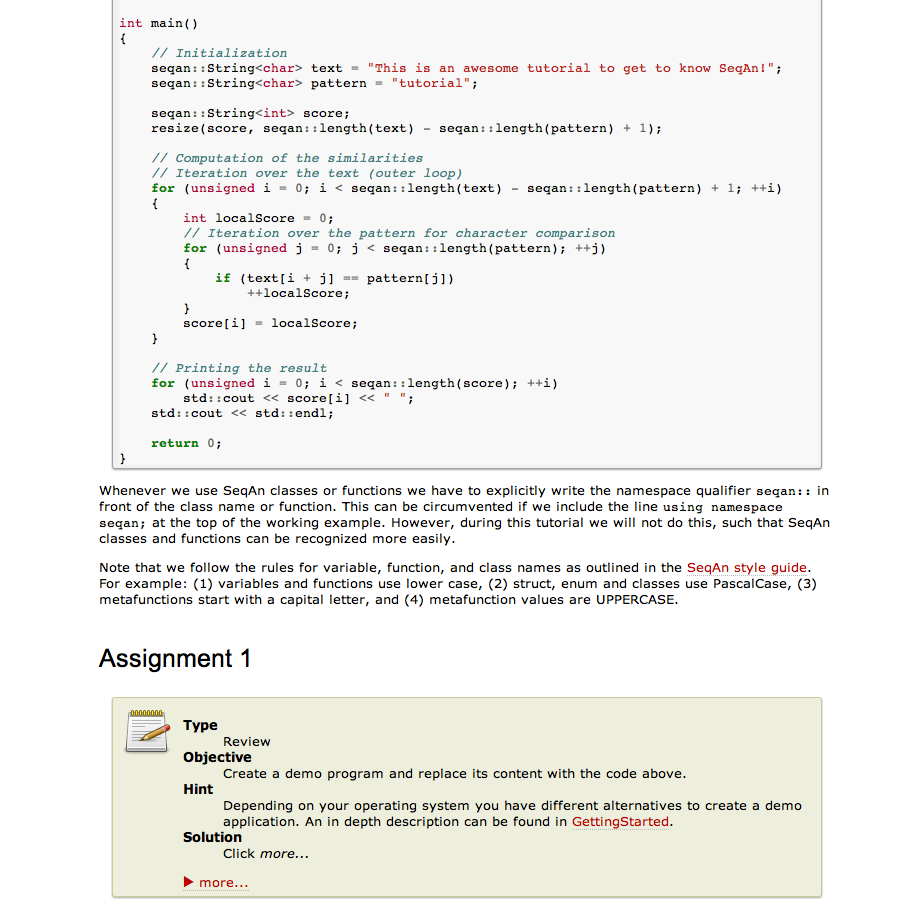 int main()
{
    // Initialization
    seqan::String<char> text = "This is an awesome tutorial to get to know SeqAn!";
    seqan::String<char> pattern = "tutorial";

    seqan::String<int> score;
    resize(score, seqan::length(text) - seqan::length(pattern) + 1);

    // Computation of the similarities
    // Iteration over the text (outer loop)
    for (unsigned i = 0; i < seqan::length(text) - seqan::length(pattern) + 1; ++i)
    {
        int localScore = 0;
        // Iteration over the pattern for character comparison
        for (unsigned j = 0; j < seqan::length(pattern); ++j)
        {
            if (text[i + j] == pattern[j])
                ++localScore;
        }
        score[i] = localScore;
    }

    // Printing the result
    for (unsigned i = 0; i < seqan::length(score); ++i)
        std::cout << score[i] << " ";
    std::cout << std::endl;

    return 0;
}
Whenever we use SeqAn classes or functions we have to explicitly write the namespace qualifier seqan:: in
front of the class name or function. This can be circumvented if we include the line using namespace
seqan; at the top of the working example. However, during this tutorial we will not do this, such that SeqAn
classes and functions can be recognized more easily.
Note that we follow the rules for variable, function, and class names as outlined in the SeqAn style guide.
For example: (1) variables and functions use lower case, (2) struct, enum and classes use PascalCase, (3)
metafunctions start with a capital letter, and (4) metafunction values are UPPERCASE.
Assignment 1
Type
Review
Objective
Create a demo program and replace its content with the code above.
Hint
Depending on your operating system you have different alternatives to create a demo
application. An in depth description can be found in GettingStarted.
Solution
Click more...
more...